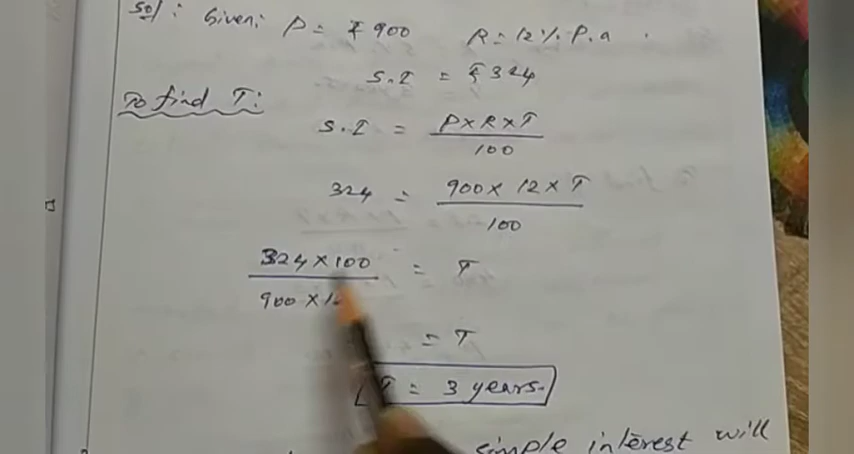 Sol: Given: P = ₹900 R = 12% P.a.
S.I = ₹324
To find T:
S.I = P×R×T
100
324 = 900 × 12 × T
100
324×100 = T
900 ×
= T
T = 3 years.
simple interest will